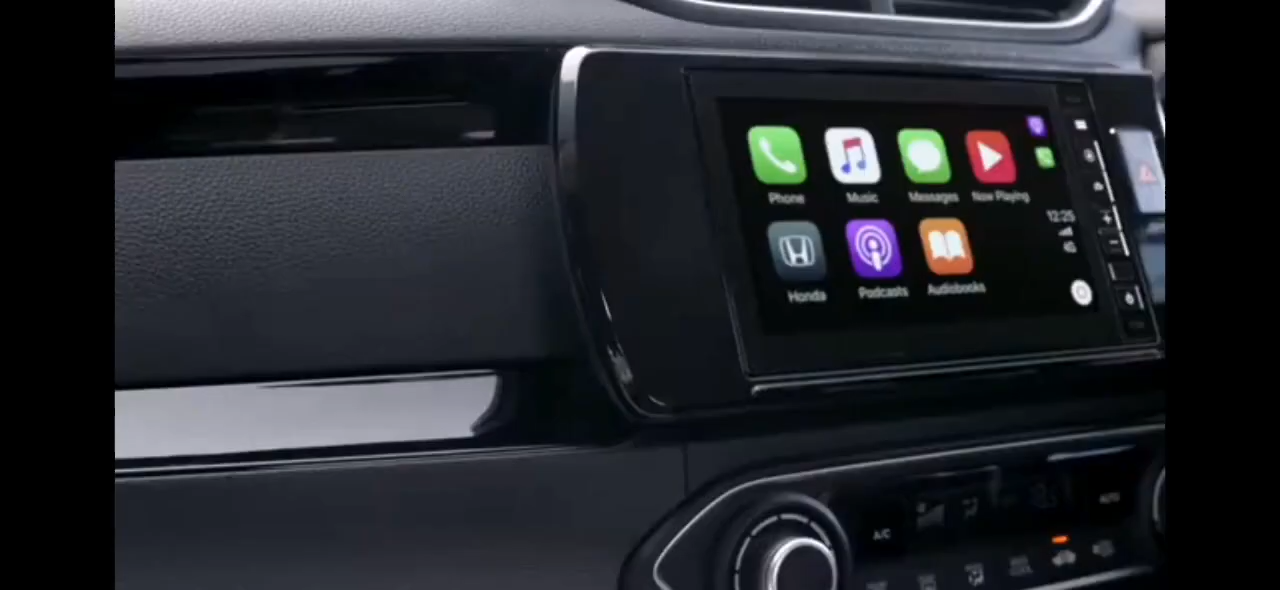 Phone
Music
Messages
Now Playing
12:25
Honda
Podcasts
Audiobooks
A/C
AUTO